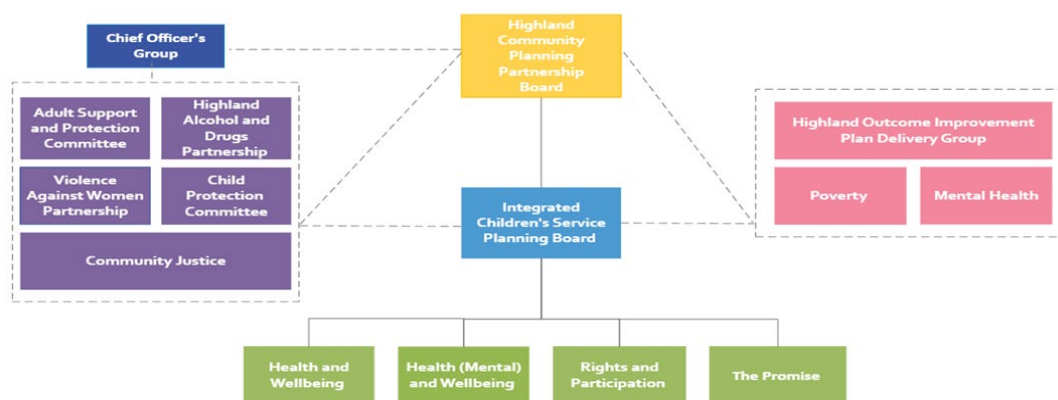 Chief Officer's
Group
Highland
Community
Planning
Partnership
Board
Adult Support
and Protection
Committee
Highland
Alcohol and
Drugs
Partnership
Violence
Against Women
Partnership
Child
Protection
Committee
Community Justice
Highland Outcome Improvement
Plan Delivery Group
Poverty
Mental Health
Integrated
Children's Service
Planning Board
Health and
Wellbeing
Health (Mental)
and Wellbeing
Rights and
Participation
The Promise